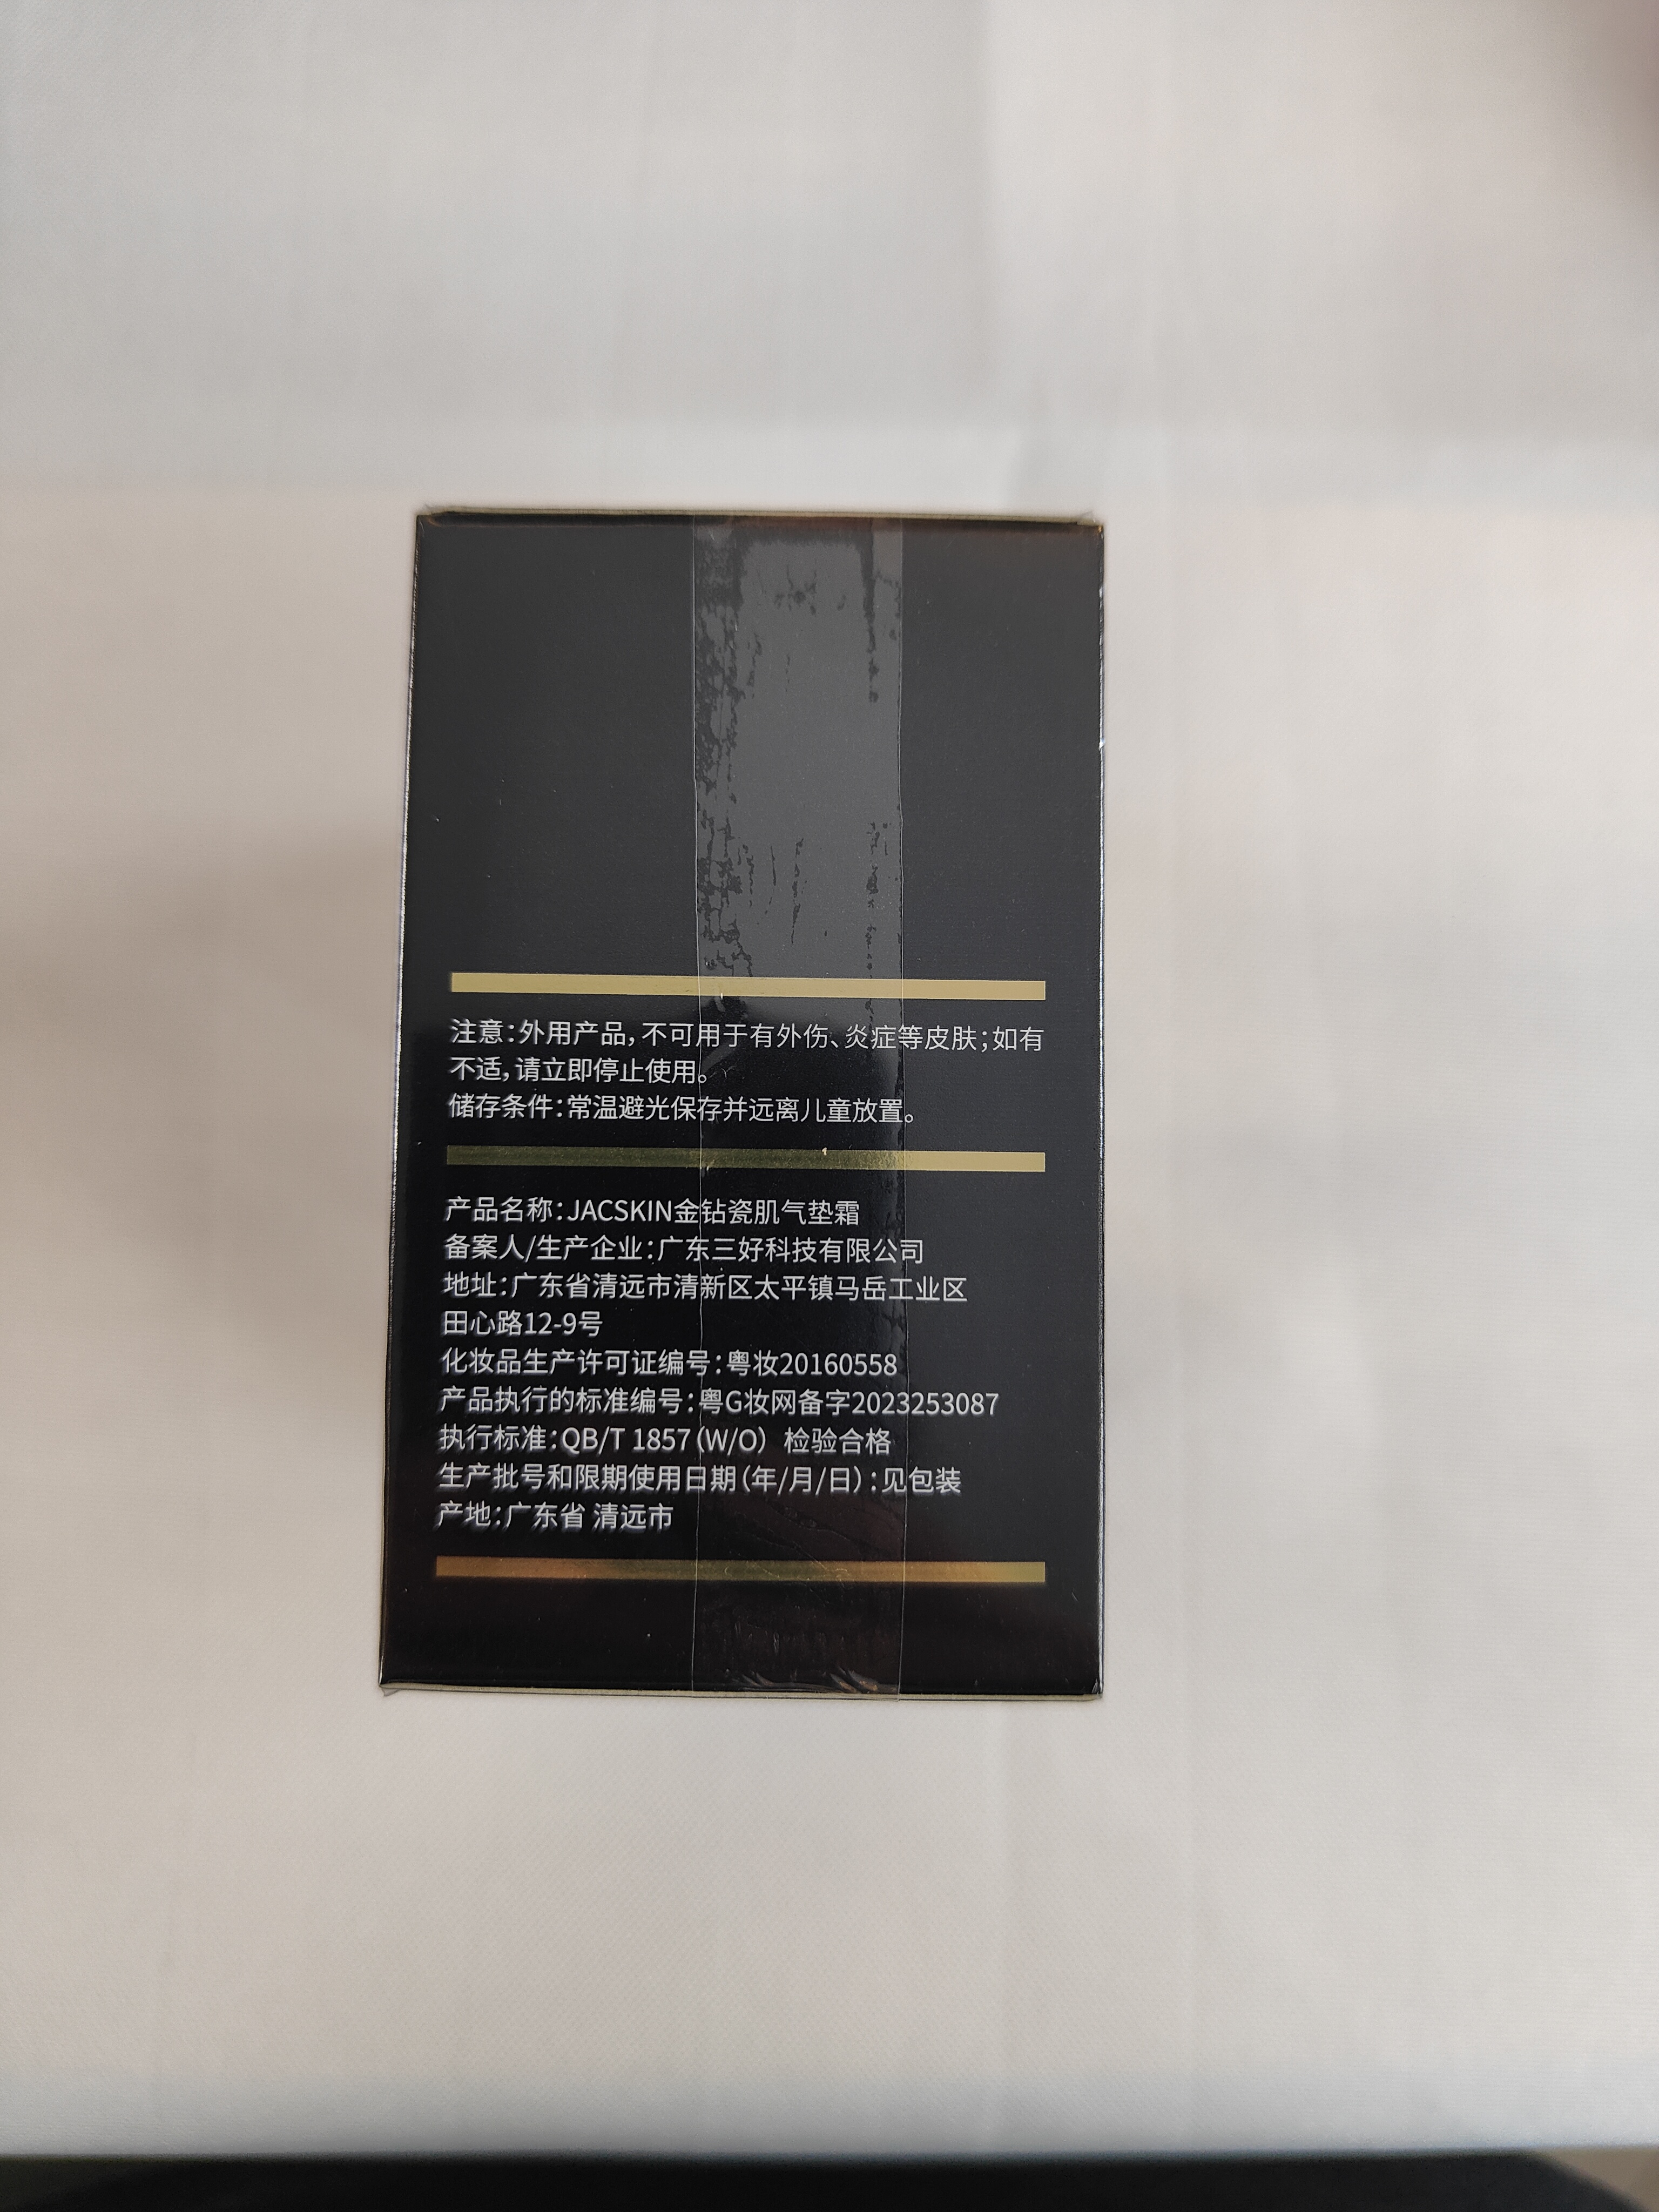 注意：外用产品，不可用于有外伤、炎症等皮肤；如有
不适，请立即停止使用。
储存条件：常温避光保存并远离儿童放置。
产品名称：JACSKIN金钻瓷肌气垫霜
备案人/生产企业：广东三好科技有限公司
地址：广东省清远市清新区太平镇马岳工业区
田心路12-9号
化妆品生产许可证编号：粤妆20160558
产品执行的标准编号：粤G妆网备字2023253087
执行标准：QB/T 1857（W/O） 检验合格
生产批号和限期使用日期（年/月/日）：见包装
产地：广东省 清远市